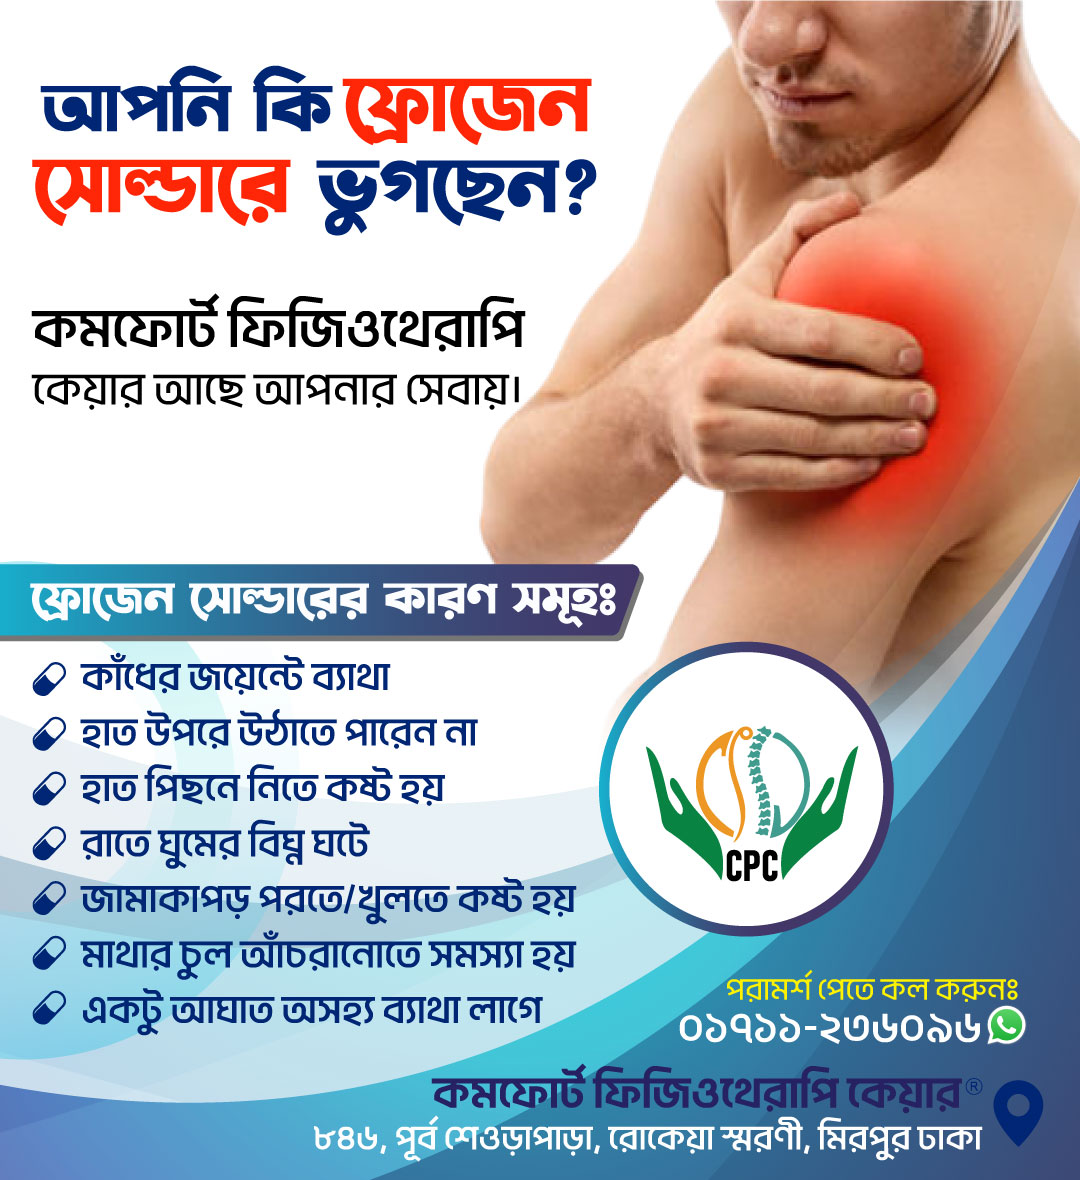 আপনি কি ফ্রোজেন
সোল্ডারে ভুগছেন?
কমফোর্ট ফিজিওথেরাপি
কেয়ার আছে আপনার সেবায়।
ফ্রোজেন সোল্ডারের কারণ সমূহঃ
কাঁধের জয়েন্টে ব্যাথা
হাত উপরে উঠাতে পারেন না
হাত পিছনে নিতে কষ্ট হয়
রাতে ঘুমের বিঘ্ন ঘটে
জামাকাপড় পরতে/খুলতে কষ্ট হয়
মাথার চুল আঁচরানোতে সমস্যা হয়
একটু আঘাত অসহ্য ব্যাথা লাগে
CPC
পরামর্শ পেতে কল করুনঃ
০১৭১১-২৩৬০৯৬
কমফোর্ট ফিজিওথেরাপি কেয়ার®
৮৪৬, পূর্ব শেওড়াপাড়া, রোকেয়া স্মরণী, মিরপুর ঢাকা